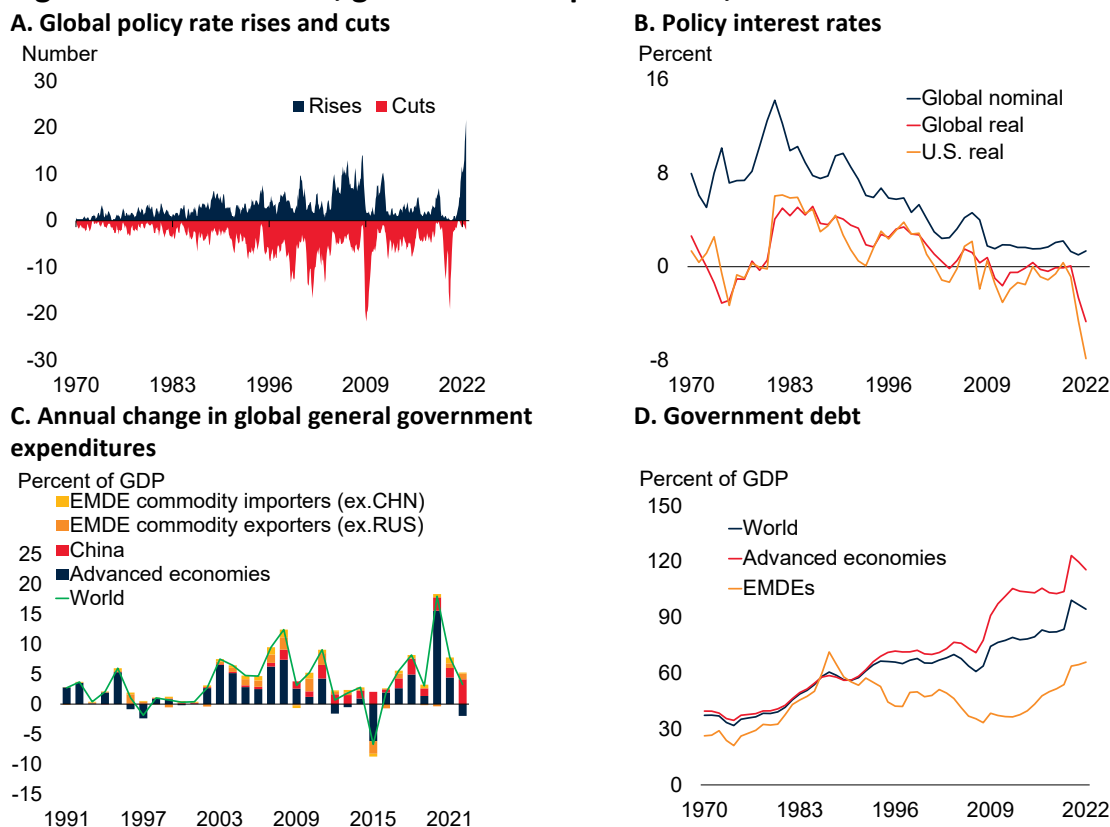 A. Global policy rate rises and cuts
Number
30
20
10
0
-10
-20
-30
Rises Cuts
1970 1983 1996 2009 2022
B. Policy interest rates
Percent
16
8
0
-8
Global nominal
Global real
U.S. real
1970 1983 1996 2009 2022
C. Annual change in global general government
expenditures
Percent of GDP
EMDE commodity importers (ex.CHN)
EMDE commodity exporters (ex.RUS)
China
Advanced economies
World
25
20
15
10
5
0
-5
-10
-15
1991 1997 2003 2009 2015 2021
D. Government debt
Percent of GDP
150
120
90
60
30
0
World
Advanced economies
EMDEs
1970 1983 1996 2009 2022